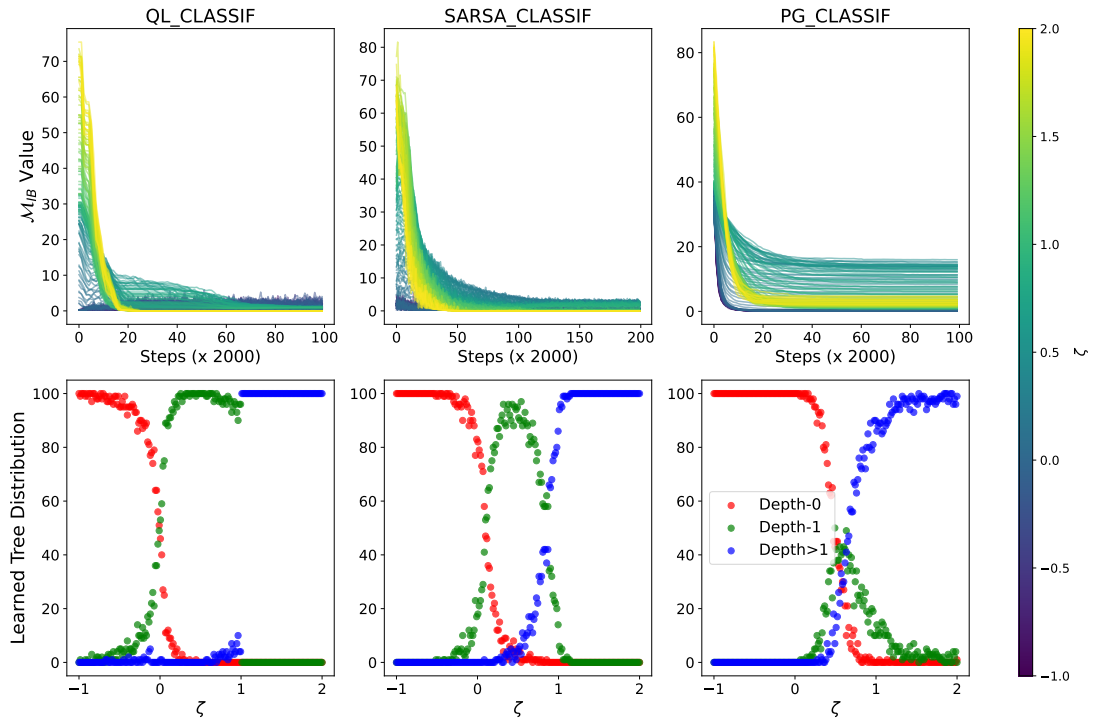 QL_CLASSIF
SARSA_CLASSIF
PG_CLASSIF
70
60
50
40
30
20
10
0
ℳ_IB Value
0 20 40 60 80 100
Steps (x 2000)
80
70
60
50
40
30
20
10
0
0 50 100 150 200
Steps (x 2000)
80
60
40
20
0
0 20 40 60 80 100
Steps (x 2000)
2.0
1.5
1.0
0.5
0.0
−0.5
−1.0
ζ
100
80
60
40
20
0
Learned Tree Distribution
−1 0 1 2
ζ
100
80
60
40
20
0
−1 0 1 2
ζ
100
80
60
40
20
0
Depth-0
Depth-1
Depth>1
−1 0 1 2
ζ